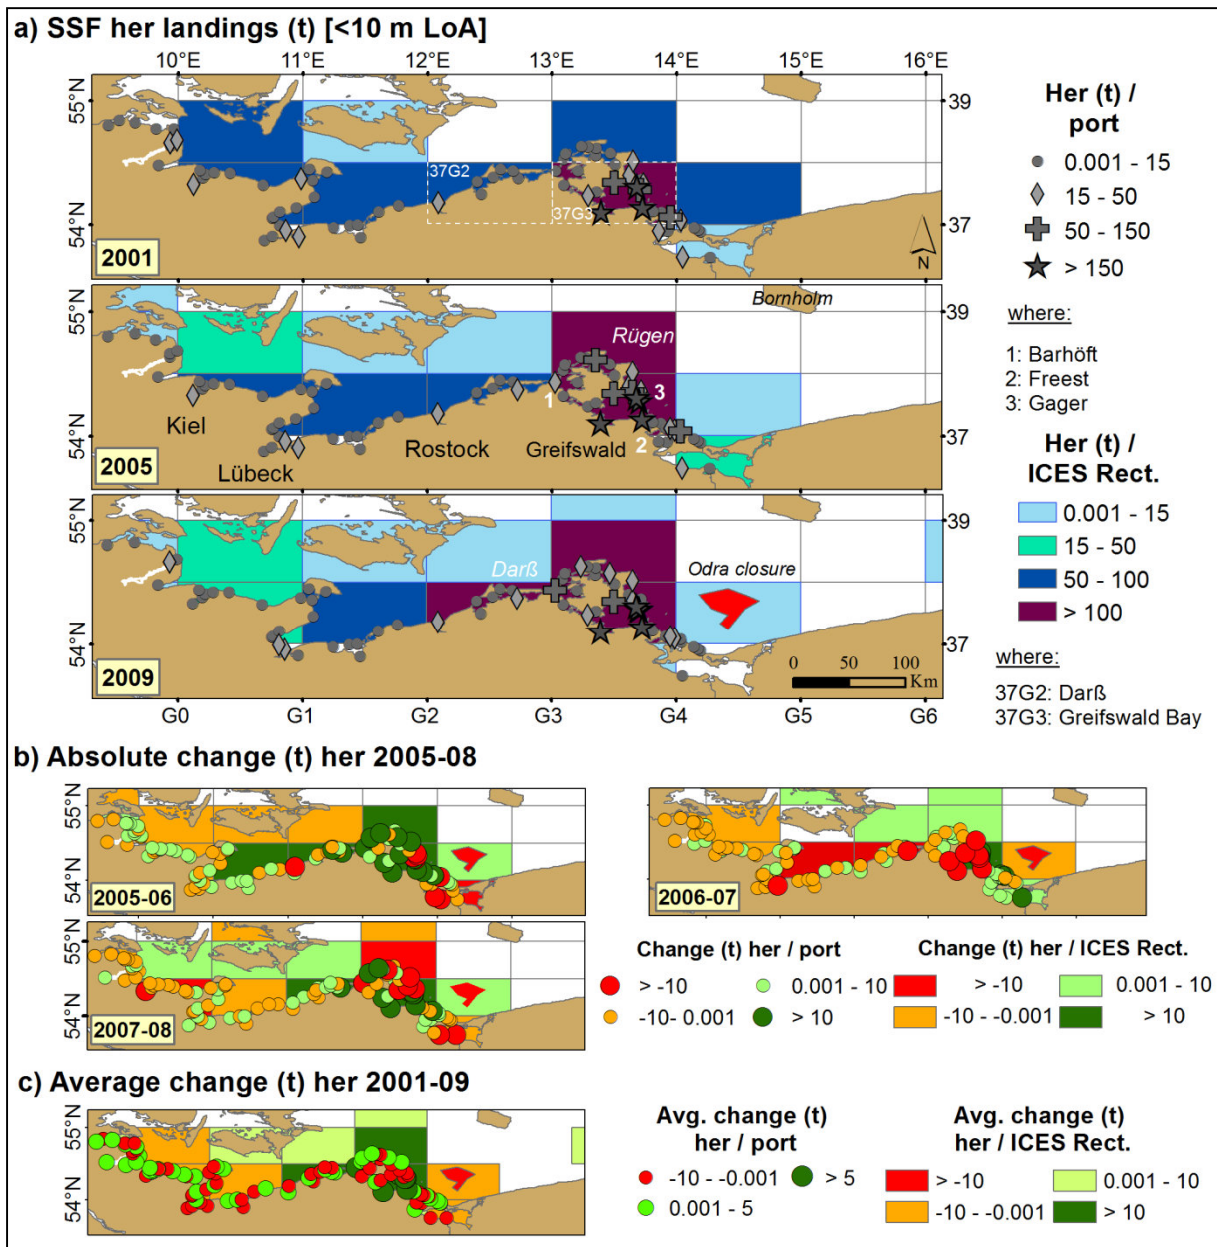 a) SSF her landings (t) [<10 m LoA]
10° 11° 12° 13° 14° 15° 16°
55°N
54°N
39
37
37G2
37G3
2001
N
Her (t) /
port
0.001 - 15
15 - 50
50 - 150
> 150
where:
1: Barhöft
2: Freest
3: Gager
55°N
54°N
39
37
Bornholm
Rügen
1
3
2
Kiel
Lübeck
Rostock
Greifswald
2005
Her (t) /
ICES Rect.
0.001 - 15
15 - 50
50 - 100
> 100
where:
37G2: Darß
37G3: Greifswald Bay
55°N
54°N
39
37
Darß
Odra closure
2009
0 50 100
Km
G0 G1 G2 G3 G4 G5 G6
b) Absolute change (t) her 2005-08
55°N
54°N
2005-06
55°N
54°N
2006-07
55°N
54°N
2007-08
Change (t) her / port
> -10
0.001 - 10
-10- 0.001
> 10
Change (t) her / ICES Rect.
> -10
0.001 - 10
-10 - -0.001
> 10
c) Average change (t) her 2001-09
55°N
54°N
Avg. change (t)
her / port
-10 - -0.001
> 5
0.001 - 5
Avg. change (t)
her / ICES Rect.
> -10
0.001 - 10
-10 - -0.001
> 10